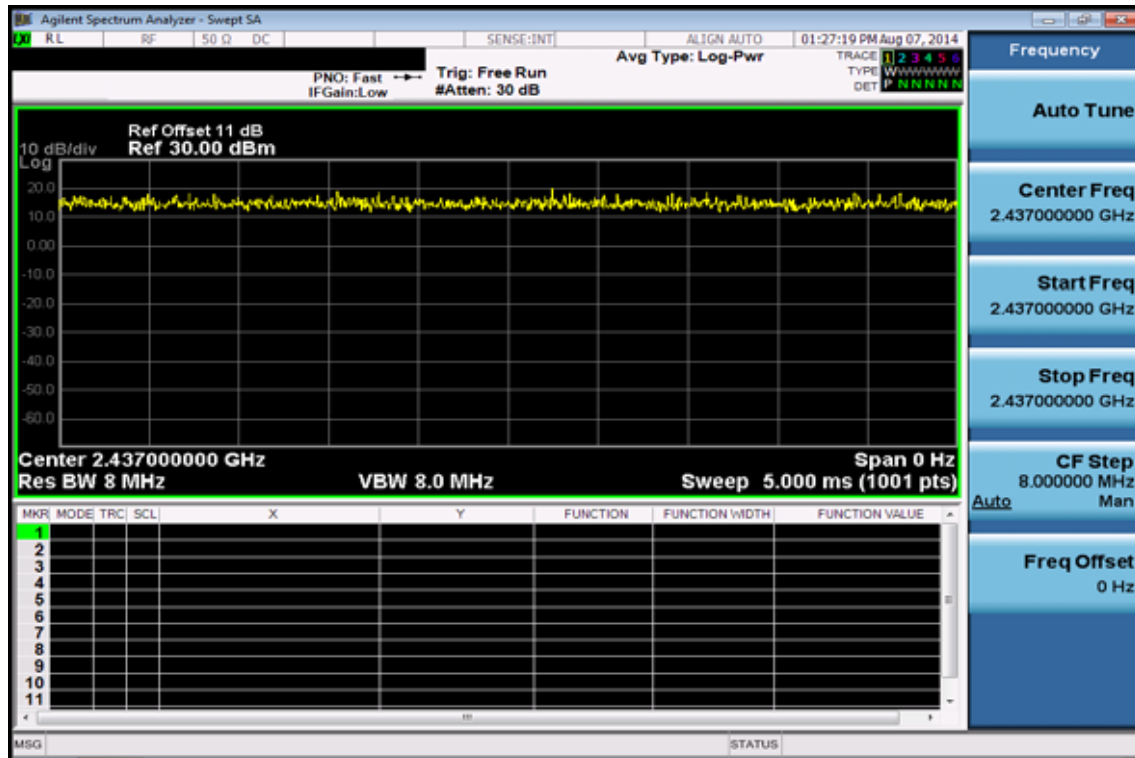 Agilent Spectrum Analyzer - Swept SA
RL RF 50 Ω DC SENSE:INT ALIGN AUTO 01:27:19 PM Aug 07, 2014
Frequency
Avg Type: Log-Pwr
TRACE 1 2 3 4 5 6
TYPE WWWWWW
DET P N N N N N
PNO: Fast
IFGain:Low
Trig: Free Run
#Atten: 30 dB
Auto Tune
Ref Offset 11 dB
10 dB/div Ref 30.00 dBm
Log
20.0
10.0
0.00
-10.0
-20.0
-30.0
-40.0
-50.0
-60.0
Center Freq
2.437000000 GHz
Start Freq
2.437000000 GHz
Stop Freq
2.437000000 GHz
Center 2.437000000 GHz Span 0 Hz
Res BW 8 MHz VBW 8.0 MHz Sweep 5.000 ms (1001 pts)
CF Step
8.000000 MHz
Auto Man
Freq Offset
0 Hz
MKR MODE TRC SCL X Y FUNCTION FUNCTION WIDTH FUNCTION VALUE
1
2
3
4
5
6
7
8
9
10
11
MSG STATUS